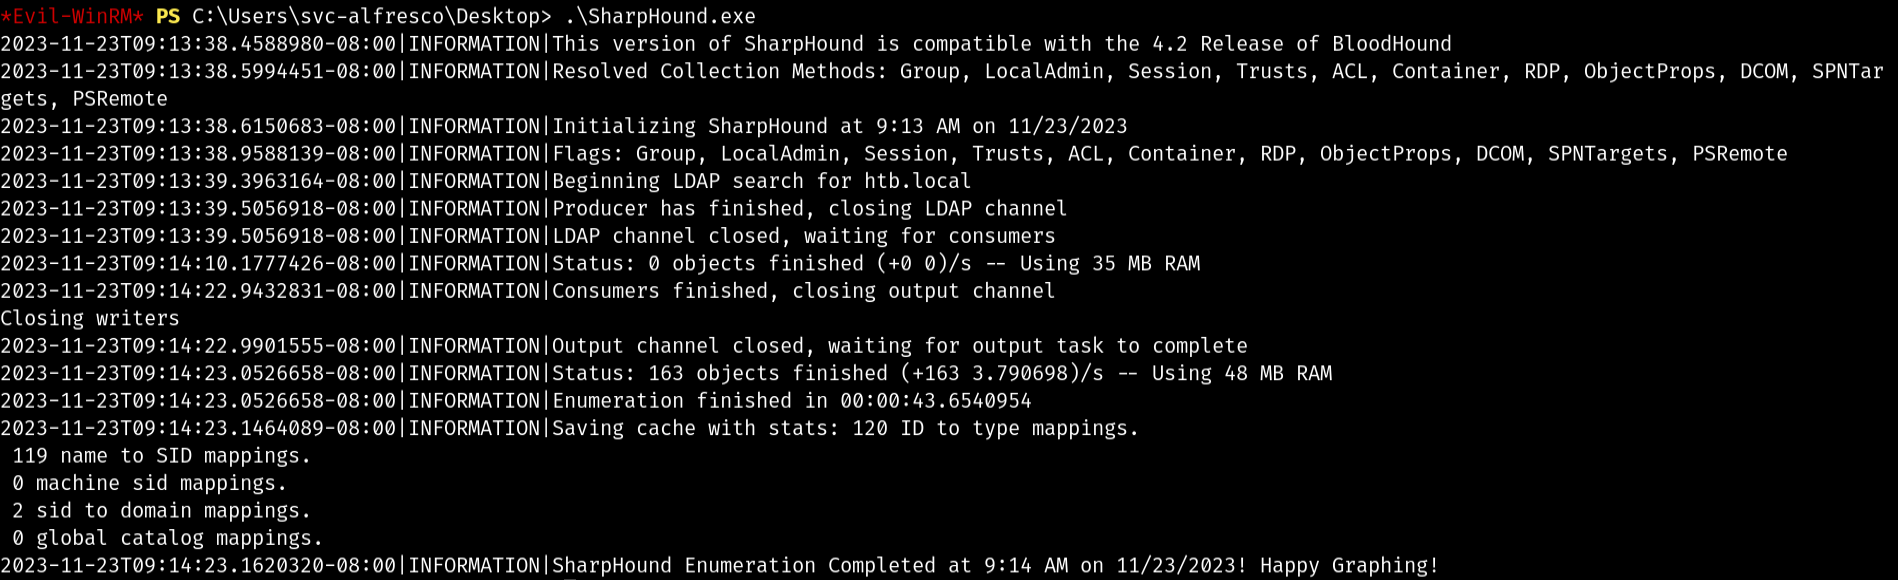 *Evil-WinRM* PS C:\Users\svc-alfresco\Desktop> .\SharpHound.exe
2023-11-23T09:13:38.4588980-08:00|INFORMATION|This version of SharpHound is compatible with the 4.2 Release of BloodHound
2023-11-23T09:13:38.5994451-08:00|INFORMATION|Resolved Collection Methods: Group, LocalAdmin, Session, Trusts, ACL, Container, RDP, ObjectProps, DCOM, SPNTar
gets, PSRemote
2023-11-23T09:13:38.6150683-08:00|INFORMATION|Initializing SharpHound at 9:13 AM on 11/23/2023
2023-11-23T09:13:38.9588139-08:00|INFORMATION|Flags: Group, LocalAdmin, Session, Trusts, ACL, Container, RDP, ObjectProps, DCOM, SPNTargets, PSRemote
2023-11-23T09:13:39.3963164-08:00|INFORMATION|Beginning LDAP search for htb.local
2023-11-23T09:13:39.5056918-08:00|INFORMATION|Producer has finished, closing LDAP channel
2023-11-23T09:13:39.5056918-08:00|INFORMATION|LDAP channel closed, waiting for consumers
2023-11-23T09:14:10.1777426-08:00|INFORMATION|Status: 0 objects finished (+0 0)/s -- Using 35 MB RAM
2023-11-23T09:14:22.9432831-08:00|INFORMATION|Consumers finished, closing output channel
Closing writers
2023-11-23T09:14:22.9901555-08:00|INFORMATION|Output channel closed, waiting for output task to complete
2023-11-23T09:14:23.0526658-08:00|INFORMATION|Status: 163 objects finished (+163 3.790698)/s -- Using 48 MB RAM
2023-11-23T09:14:23.0526658-08:00|INFORMATION|Enumeration finished in 00:00:43.6540954
2023-11-23T09:14:23.1464089-08:00|INFORMATION|Saving cache with stats: 120 ID to type mappings.
 119 name to SID mappings.
 0 machine sid mappings.
 2 sid to domain mappings.
 0 global catalog mappings.
2023-11-23T09:14:23.1620320-08:00|INFORMATION|SharpHound Enumeration Completed at 9:14 AM on 11/23/2023! Happy Graphing!